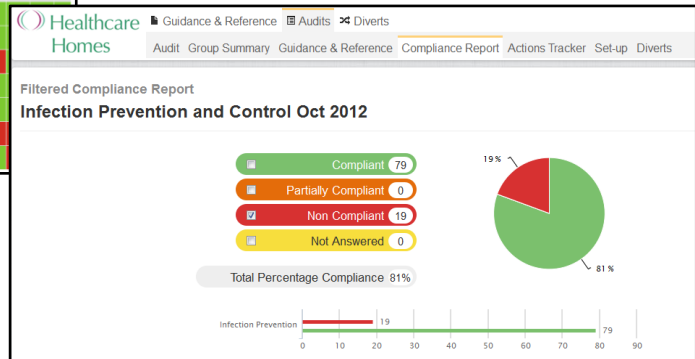 Healthcare Homes
Guidance & Reference Audits Diverts
Audit Group Summary Guidance & Reference Compliance Report Actions Tracker Set-up Diverts
Filtered Compliance Report
Infection Prevention and Control Oct 2012
Compliant 79
Partially Compliant 0
Non Compliant 19
Not Answered 0
Total Percentage Compliance 81%
19 %
81 %
Infection Prevention
19
79
0 10 20 30 40 50 60 70 80 90